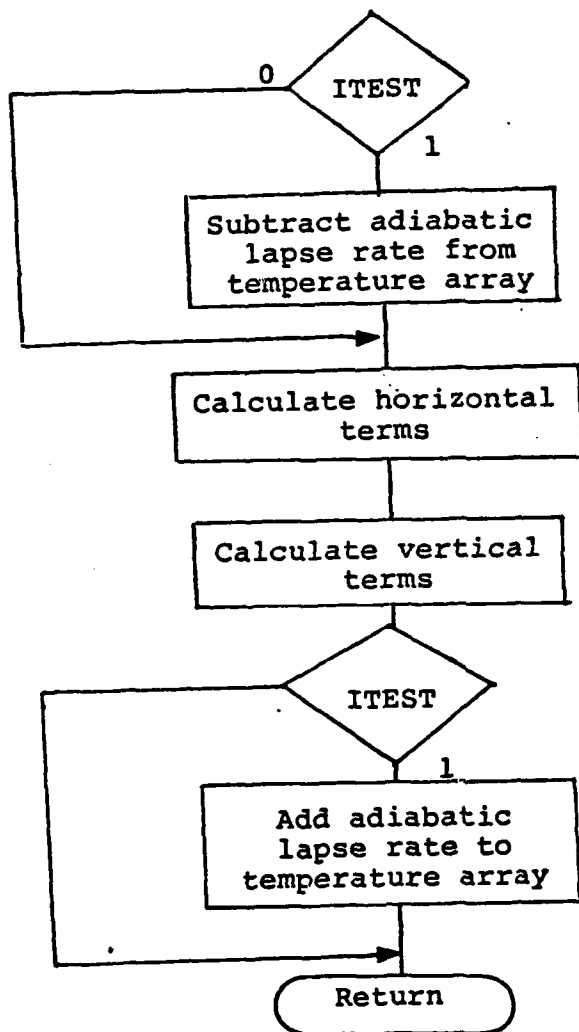 0
ITEST
1
Subtract adiabatic
lapse rate from
temperature array
Calculate horizontal
terms
Calculate vertical
terms
ITEST
1
Add adiabatic
lapse rate to
temperature array
Return